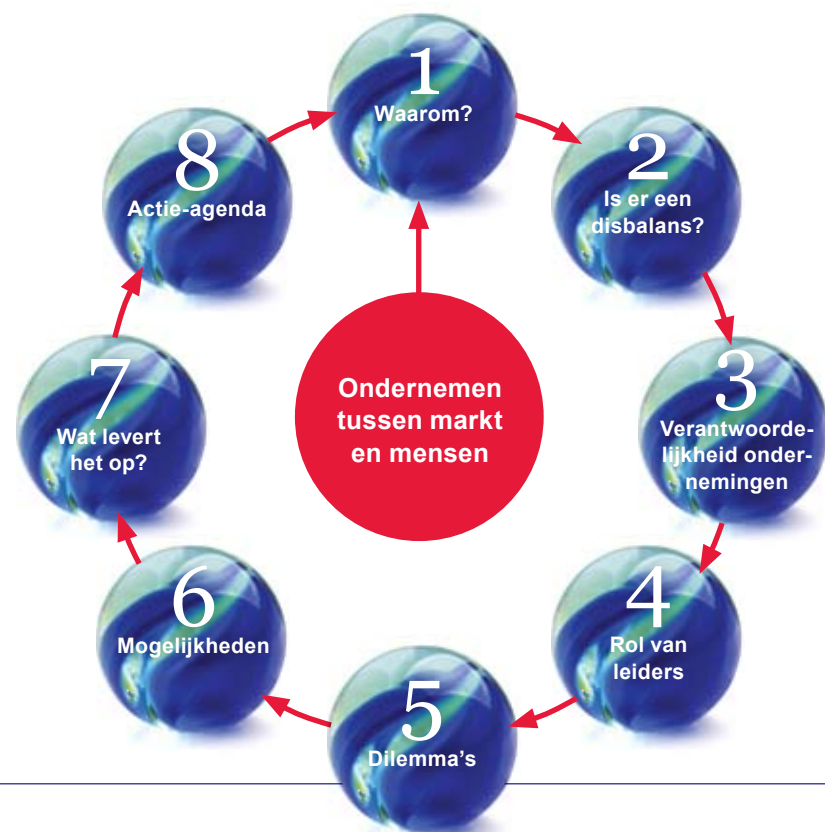 1
Waarom?
2
Is er een
disbalans?
3
Verantwoorde-
lijkheid onder-
nemingen
4
Rol van
leiders
5
Dilemma's
6
Mogelijkheden
7
Wat levert
het op?
8
Actie-agenda
Ondernemen
tussen markt
en mensen